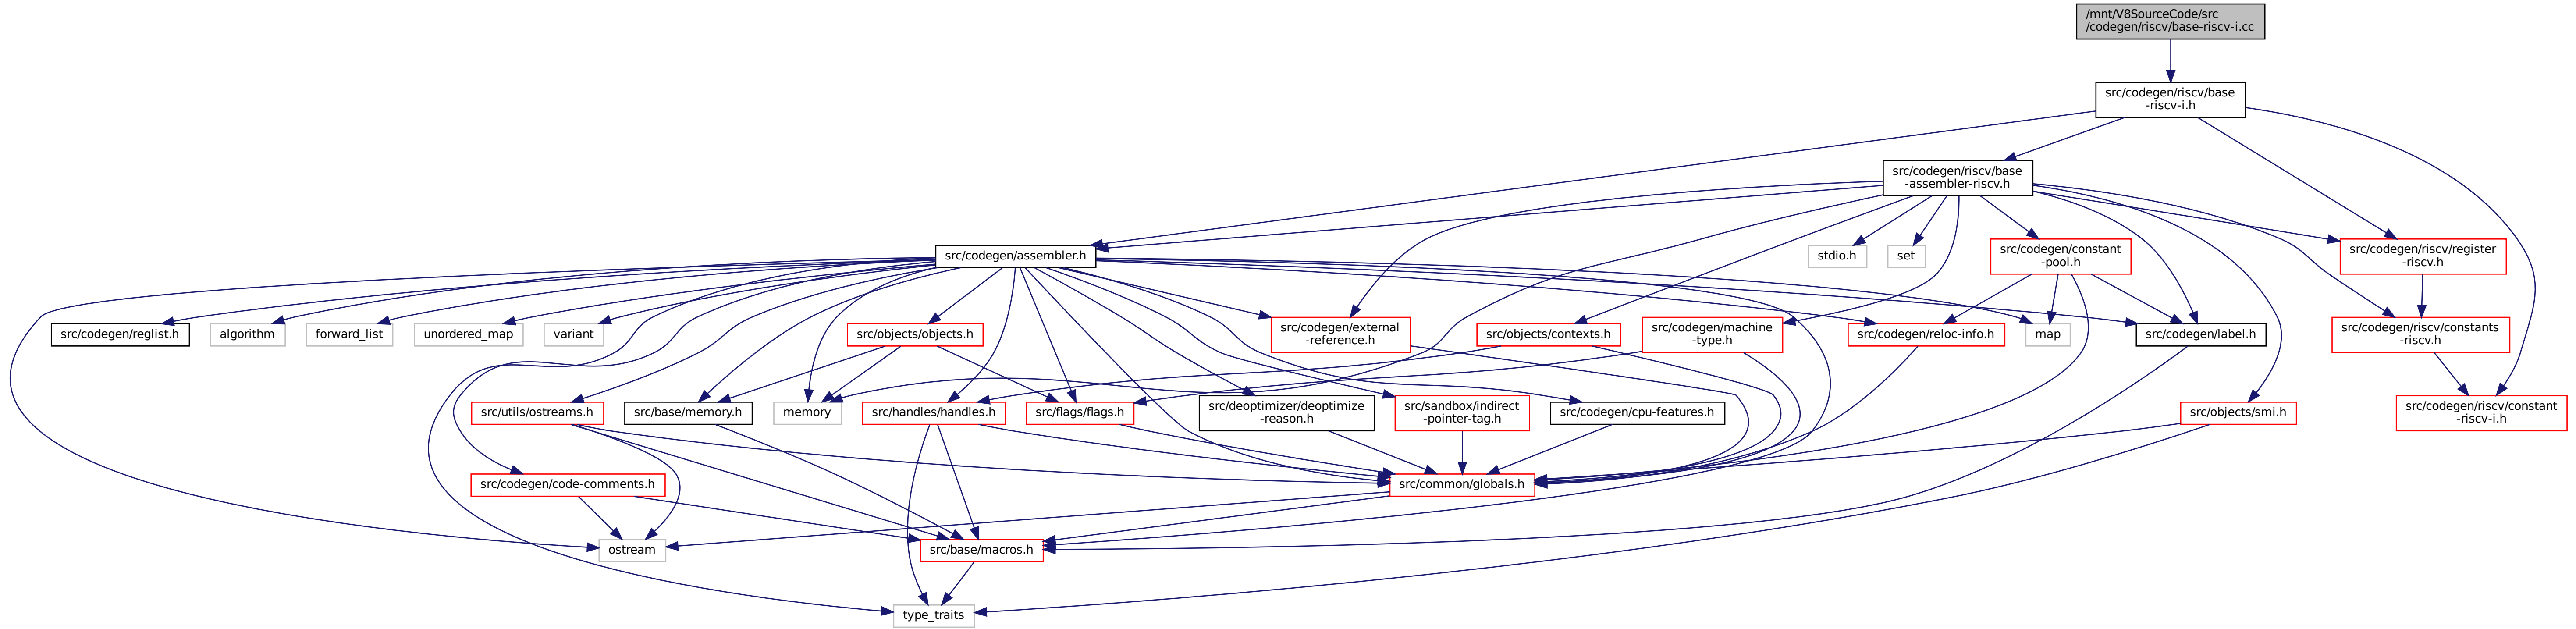 /mnt/V8SourceCode/src
/codegen/riscv/base-riscv-i.cc
src/codegen/riscv/base
-riscv-i.h
src/codegen/riscv/base
-assembler-riscv.h
src/codegen/assembler.h
stdio.h
set
src/codegen/constant
-pool.h
src/codegen/riscv/register
-riscv.h
src/codegen/reglist.h
algorithm
forward_list
unordered_map
variant
src/objects/objects.h
src/codegen/external
-reference.h
src/objects/contexts.h
src/codegen/machine
-type.h
src/codegen/reloc-info.h
map
src/codegen/label.h
src/codegen/riscv/constants
-riscv.h
src/utils/ostreams.h
src/base/memory.h
memory
src/handles/handles.h
src/flags/flags.h
src/deoptimizer/deoptimize
-reason.h
src/sandbox/indirect
-pointer-tag.h
src/codegen/cpu-features.h
src/objects/smi.h
src/codegen/riscv/constant
-riscv-i.h
src/codegen/code-comments.h
src/common/globals.h
ostream
src/base/macros.h
type_traits